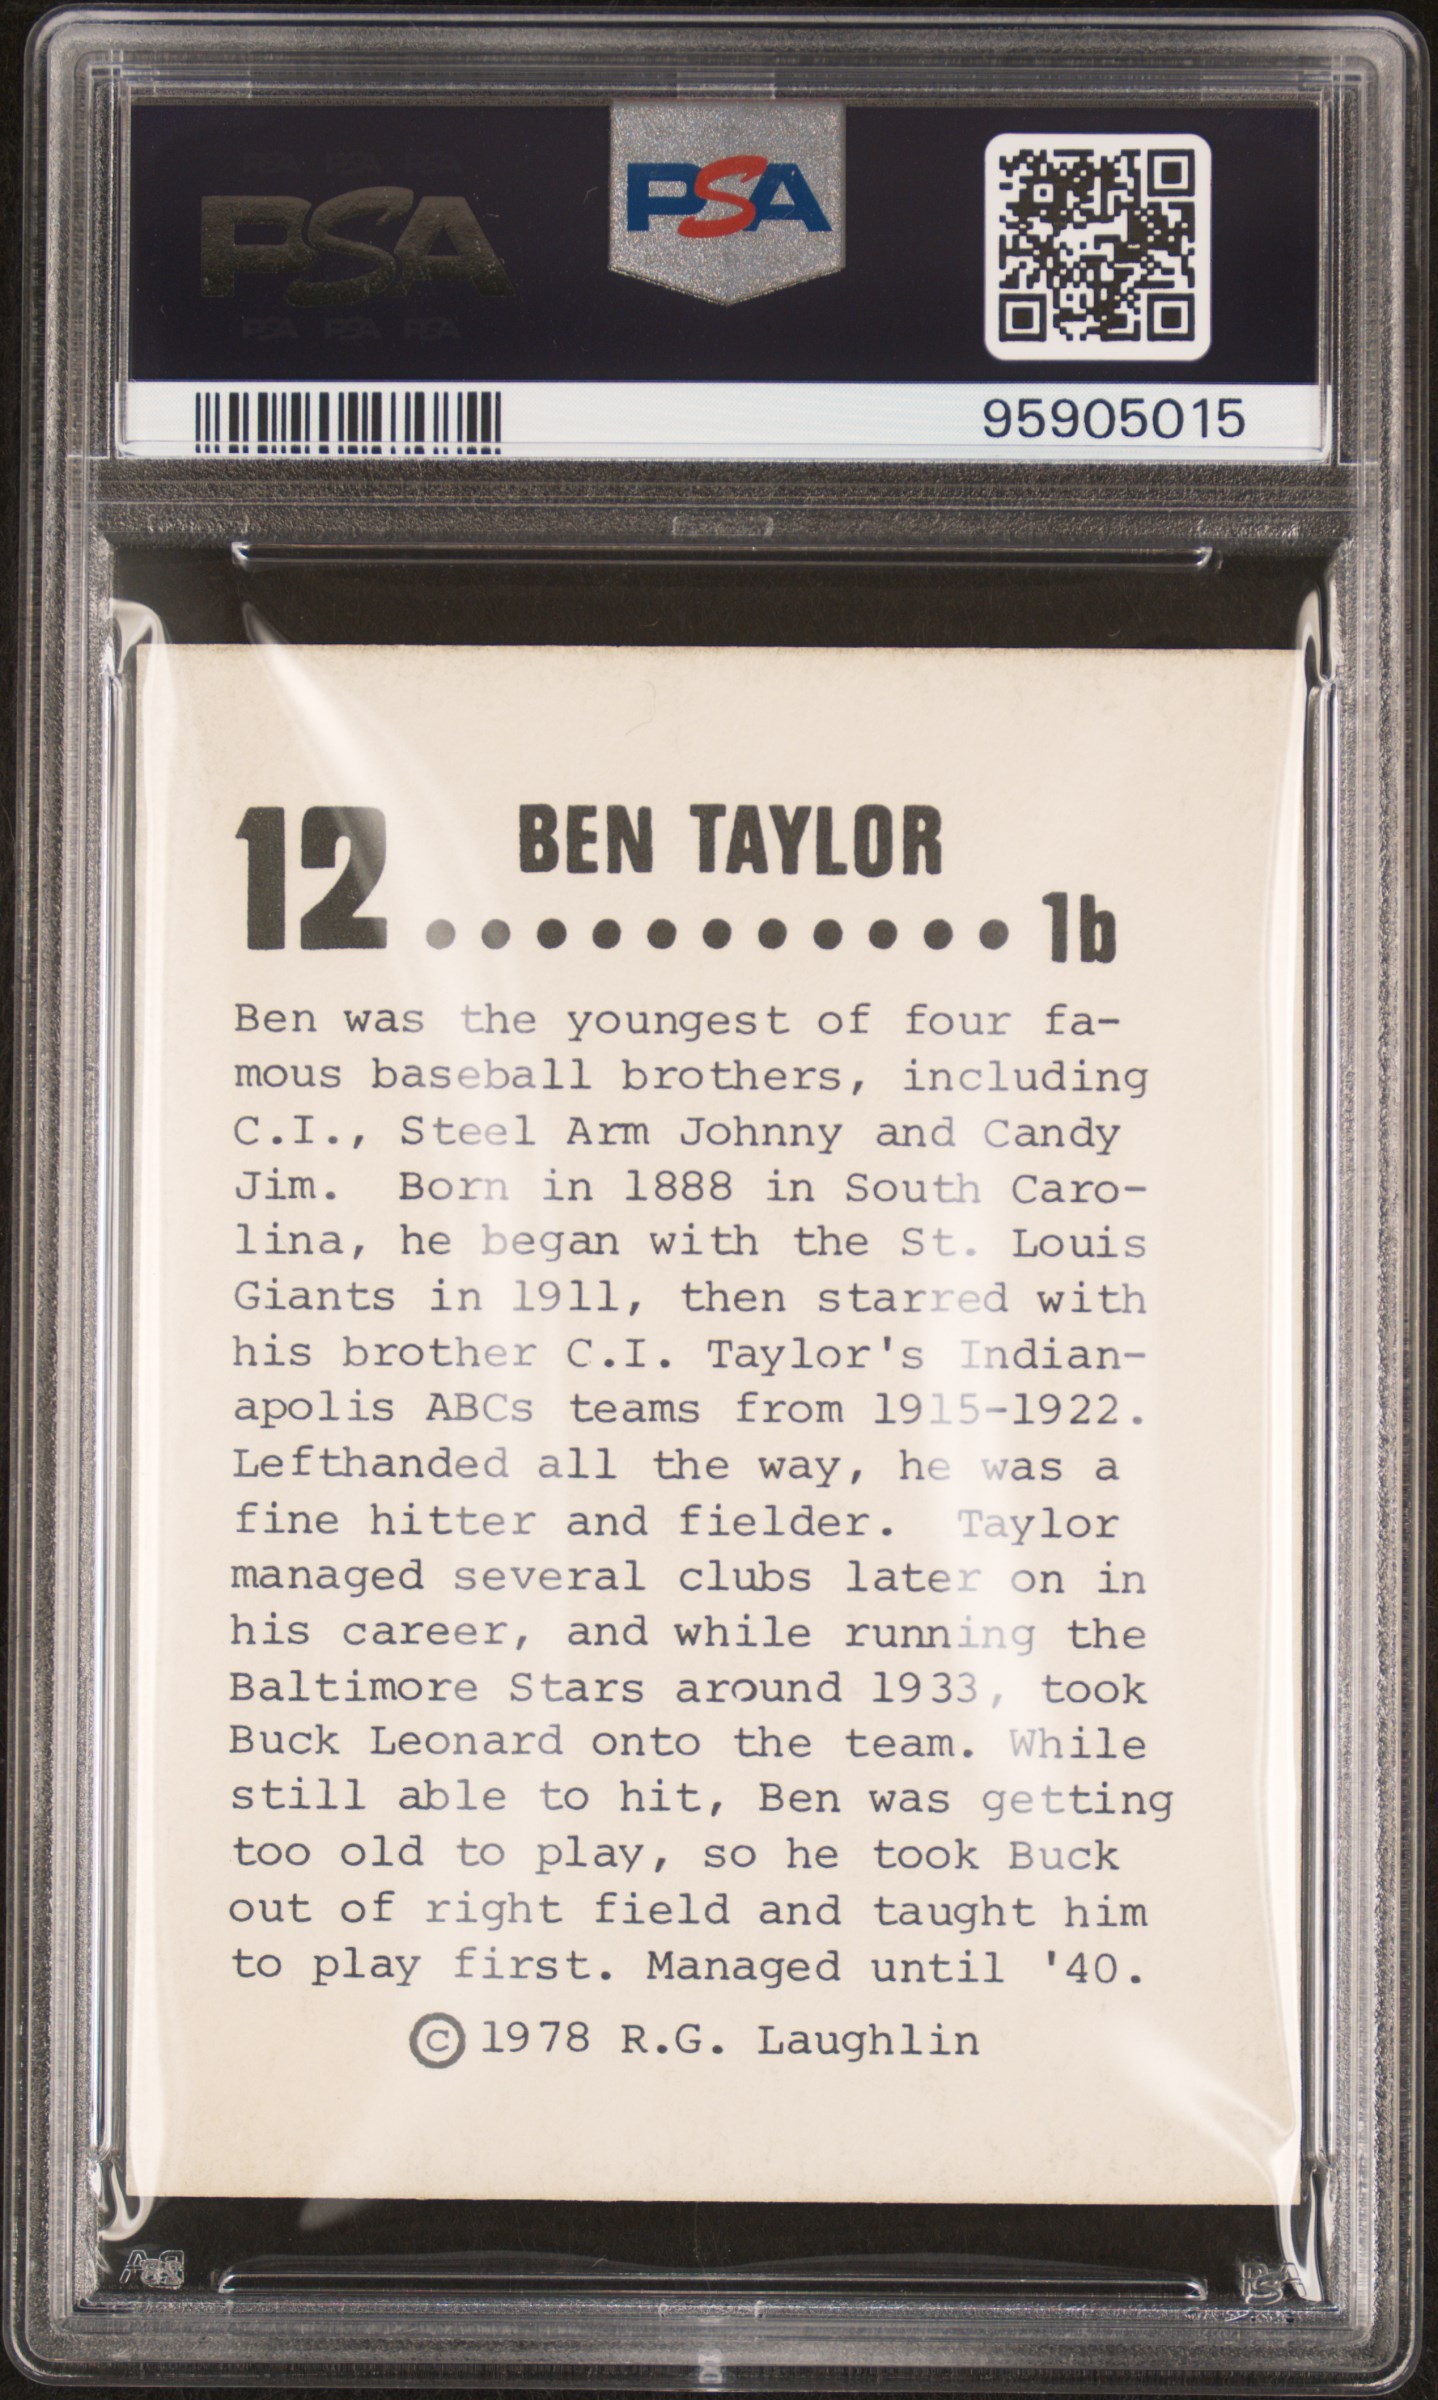 PSA
PSA
PSA PSA PSA
95905015
12 BEN TAYLOR
............ 1b
Ben was the youngest of four fa-
mous baseball brothers, including
C.I., Steel Arm Johnny and Candy
Jim. Born in 1888 in South Caro-
lina, he began with the St. Louis
Giants in 1911, then starred with
his brother C.I. Taylor's Indian-
apolis ABCs teams from 1915-1922.
Lefthanded all the way, he was a
fine hitter and fielder. Taylor
managed several clubs later on in
his career, and while running the
Baltimore Stars around 1933, took
Buck Leonard onto the team. While
still able to hit, Ben was getting
too old to play, so he took Buck
out of right field and taught him
to play first. Managed until '40.
©1978 R.G. Laughlin
PSA